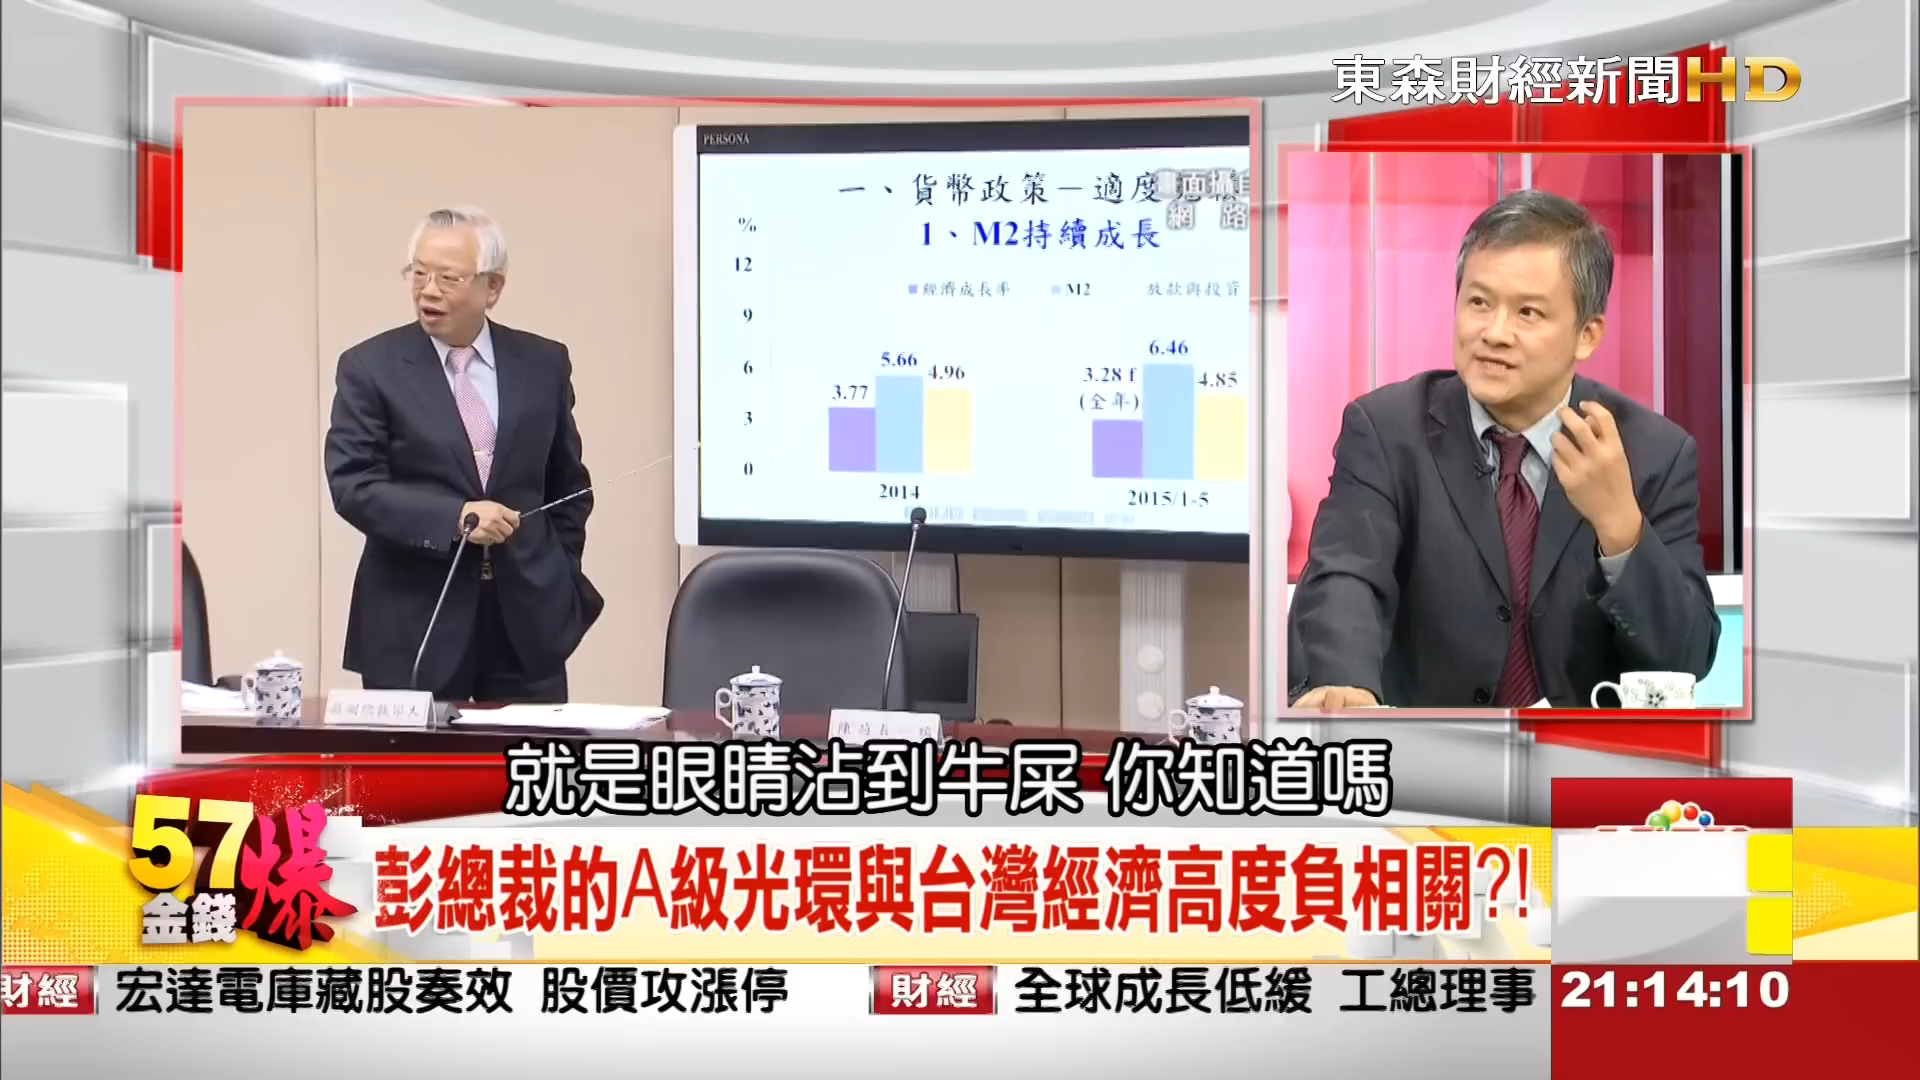 東森財經新聞HD
PERSONA
一、貨幣政策－適度
畫面攝自
網 路
1、M2持續成長
%
12
9
6
3
0
經濟成長率 M2 放款與投資
3.77 5.66 4.96
3.28 f 6.46 4.85
(全年)
2014 2015/1-5
就是眼睛沾到牛屎 你知道嗎
57
金錢爆
彭總裁的A級光環與台灣經濟高度負相關?!
財經 宏達電庫藏股奏效 股價攻漲停 財經 全球成長低緩 工總理事
21:14:10